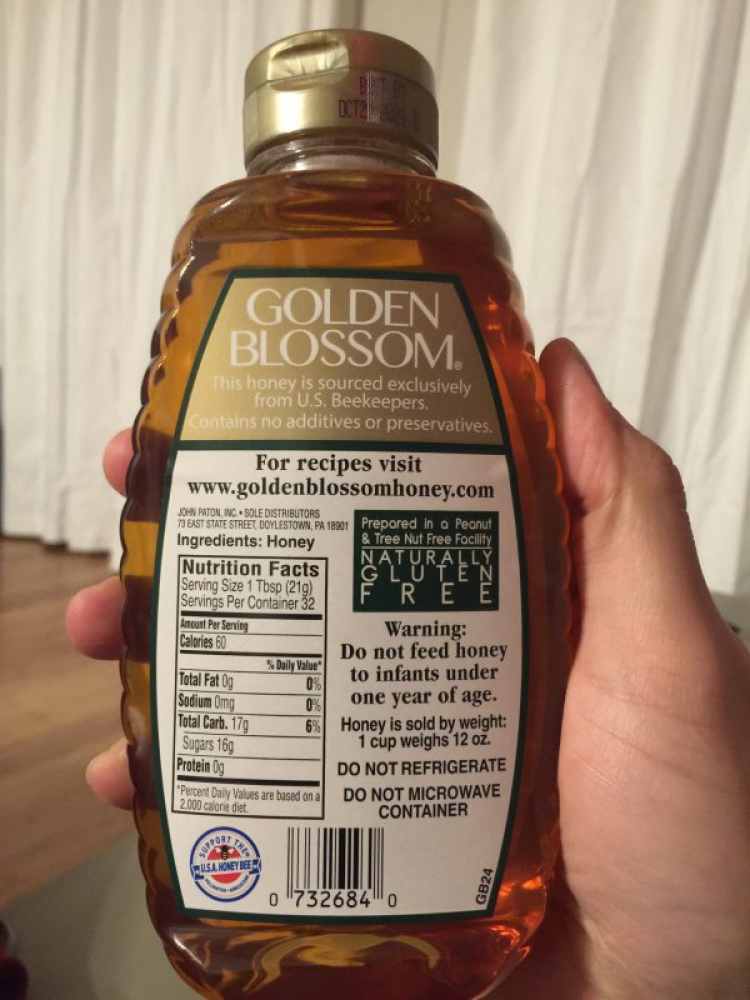 GOLDEN
BLOSSOM®
This honey is sourced exclusively
from U.S. Beekeepers.
Contains no additives or preservatives.
For recipes visit
www.goldenblossomhoney.com
JOHN PATON, INC. • SOLE DISTRIBUTORS
73 EAST STATE STREET, DOYLESTOWN, PA 18901
Ingredients: Honey
Nutrition Facts
Serving Size 1 Tbsp (21g)
Servings Per Container 32
Amount Per Serving
Calories 60
% Daily Value*
Total Fat 0g 0%
Sodium 0mg 0%
Total Carb. 17g 6%
Sugars 16g
Protein 0g
*Percent Daily Values are based on a
2,000 calorie diet.
Prepared in a Peanut
& Tree Nut Free Facility
NATURALLY
GLUTEN
FREE
Warning:
Do not feed honey
to infants under
one year of age.
Honey is sold by weight:
1 cup weighs 12 oz.
DO NOT REFRIGERATE
DO NOT MICROWAVE
CONTAINER
SUPPORT THE
U.S.A. HONEY BEE
0 732684 0
GB24